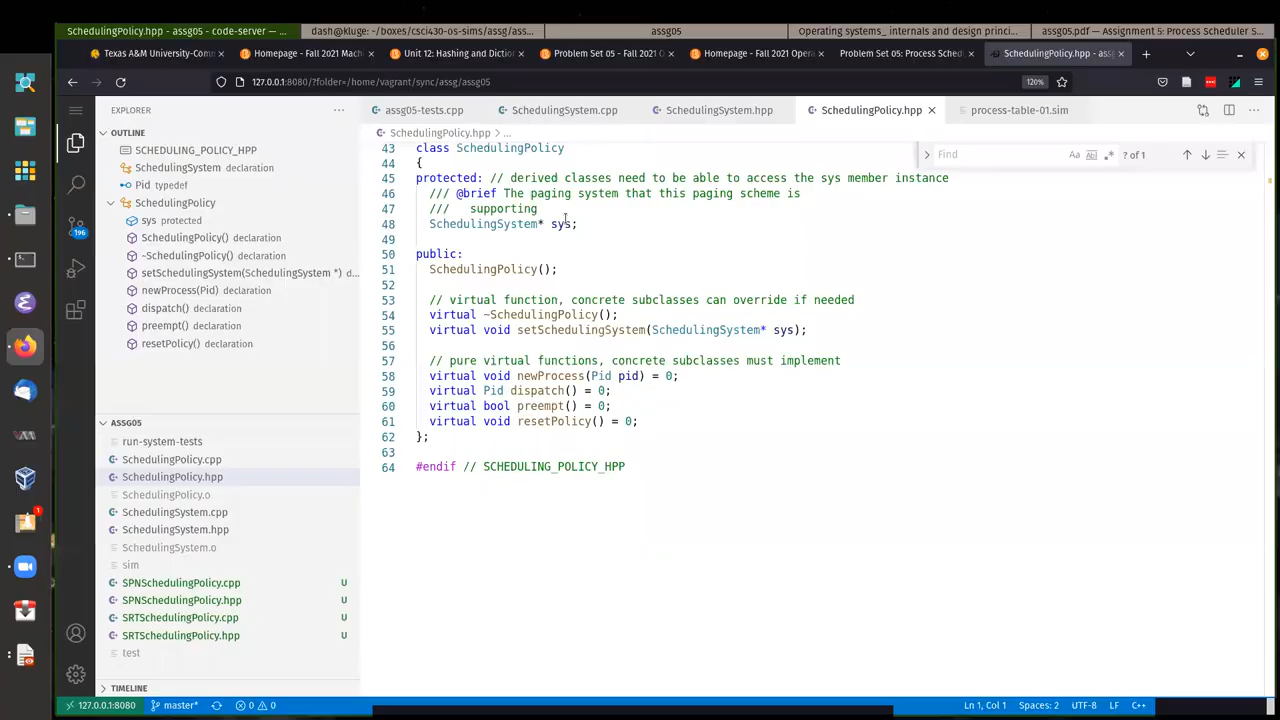 SchedulingPolicy.hpp - assg05 - code-server — ...
dash@kluge: ~/boxes/csci430-os-sims/assg/ass...
assg05
Operating systems_ internals and design princi...
assg05.pdf — Assignment 5: Process Scheduler S...
Texas A&M University-Com
Homepage - Fall 2021 Mac
Unit 12: Hashing and Diction
Problem Set 05 - Fall 2021 O
Homepage - Fall 2021 Opera
Problem Set 05: Process Sched
SchedulingPolicy.hpp - assg
127.0.0.1:8080/?folder=/home/vagrant/sync/assg/assg05
120%
EXPLORER
OUTLINE
SCHEDULING_POLICY_HPP
SchedulingSystem declaration
Pid typedef
SchedulingPolicy
sys protected
SchedulingPolicy() declaration
~SchedulingPolicy() declaration
setSchedulingSystem(SchedulingSystem *) d...
newProcess(Pid) declaration
dispatch() declaration
preempt() declaration
resetPolicy() declaration
196
1
ASSG05
run-system-tests
SchedulingPolicy.cpp
SchedulingPolicy.hpp
SchedulingPolicy.o
SchedulingSystem.cpp
SchedulingSystem.hpp
SchedulingSystem.o
sim
SPNSchedulingPolicy.cpp U
SPNSchedulingPolicy.hpp U
SRTSchedulingPolicy.cpp U
SRTSchedulingPolicy.hpp U
test
TIMELINE
assg05-tests.cpp
SchedulingSystem.cpp
SchedulingSystem.hpp
SchedulingPolicy.hpp
process-table-01.sim
SchedulingPolicy.hpp > ...
Find Aa Ab ? of 1
43 class SchedulingPolicy
44 {
45 protected: // derived classes need to be able to access the sys member instance
46 /// @brief The paging system that this paging scheme is
47 /// supporting
48 SchedulingSystem* sys;
49
50 public:
51 SchedulingPolicy();
52
53 // virtual function, concrete subclasses can override if needed
54 virtual ~SchedulingPolicy();
55 virtual void setSchedulingSystem(SchedulingSystem* sys);
56
57 // pure virtual functions, concrete subclasses must implement
58 virtual void newProcess(Pid pid) = 0;
59 virtual Pid dispatch() = 0;
60 virtual bool preempt() = 0;
61 virtual void resetPolicy() = 0;
62 };
63
64 #endif // SCHEDULING_POLICY_HPP
127.0.0.1:8080
master*
0 0
Ln 1, Col 1
Spaces: 2
UTF-8
LF
C++